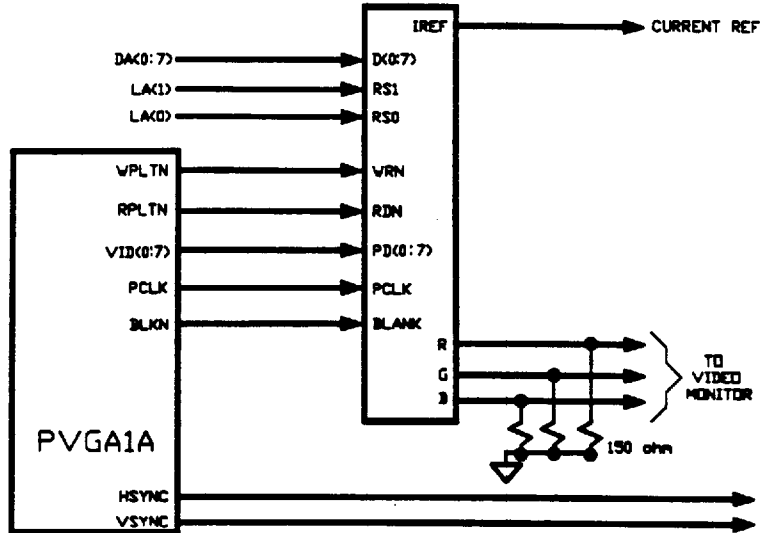 IREF
CURRENT REF
DA(0:7)
D(0:7)
LA(1)
RS1
LA(0)
RS0
WPLTN
WRN
RPLTN
RDN
VID(0:7)
PD(0:7)
PCLK
PCLK
BLKN
BLANK
R
G
B
TO
VIDEO
MONITOR
PVGA1A
150 ohm
HSYNC
VSYNC